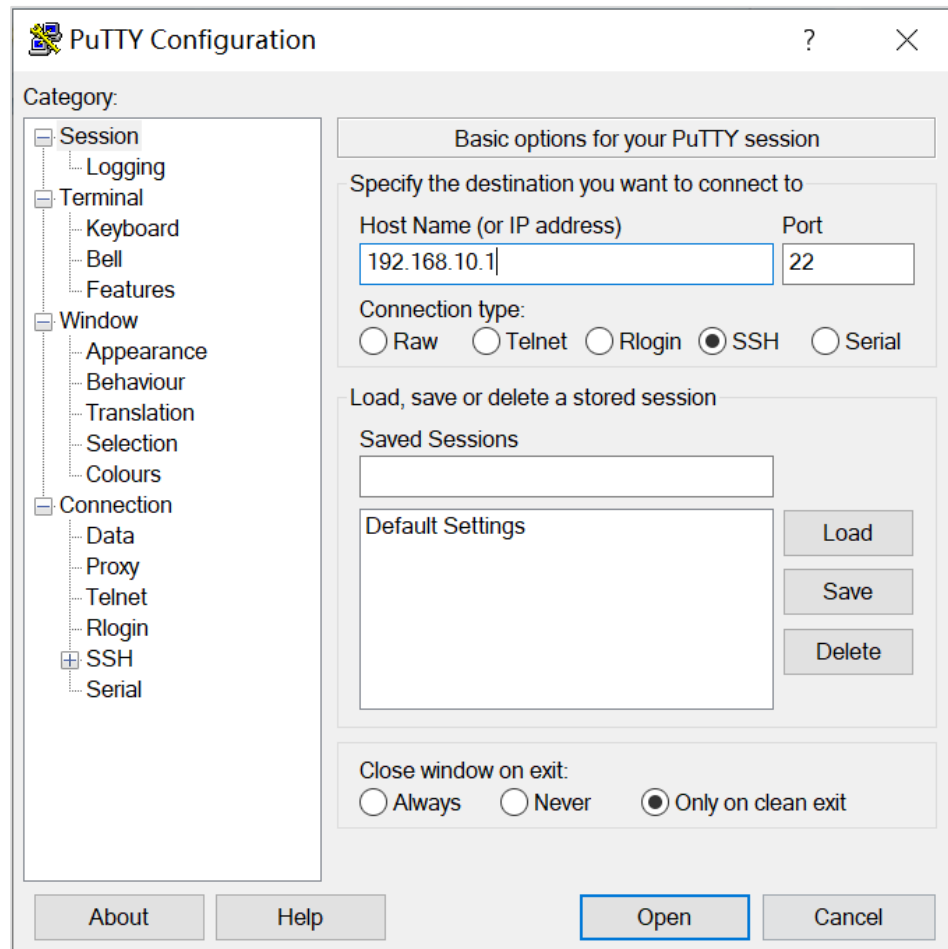 PuTTY Configuration
?
Category:
Session
Logging
Terminal
Keyboard
Bell
Features
Window
Appearance
Behaviour
Translation
Selection
Colours
Connection
Data
Proxy
Telnet
Rlogin
SSH
Serial
Basic options for your PuTTY session
Specify the destination you want to connect to
Host Name (or IP address) Port
192.168.10.1 22
Connection type:
Raw Telnet Rlogin SSH Serial
Load, save or delete a stored session
Saved Sessions
Default Settings
Load
Save
Delete
Close window on exit:
Always Never Only on clean exit
About Help Open Cancel